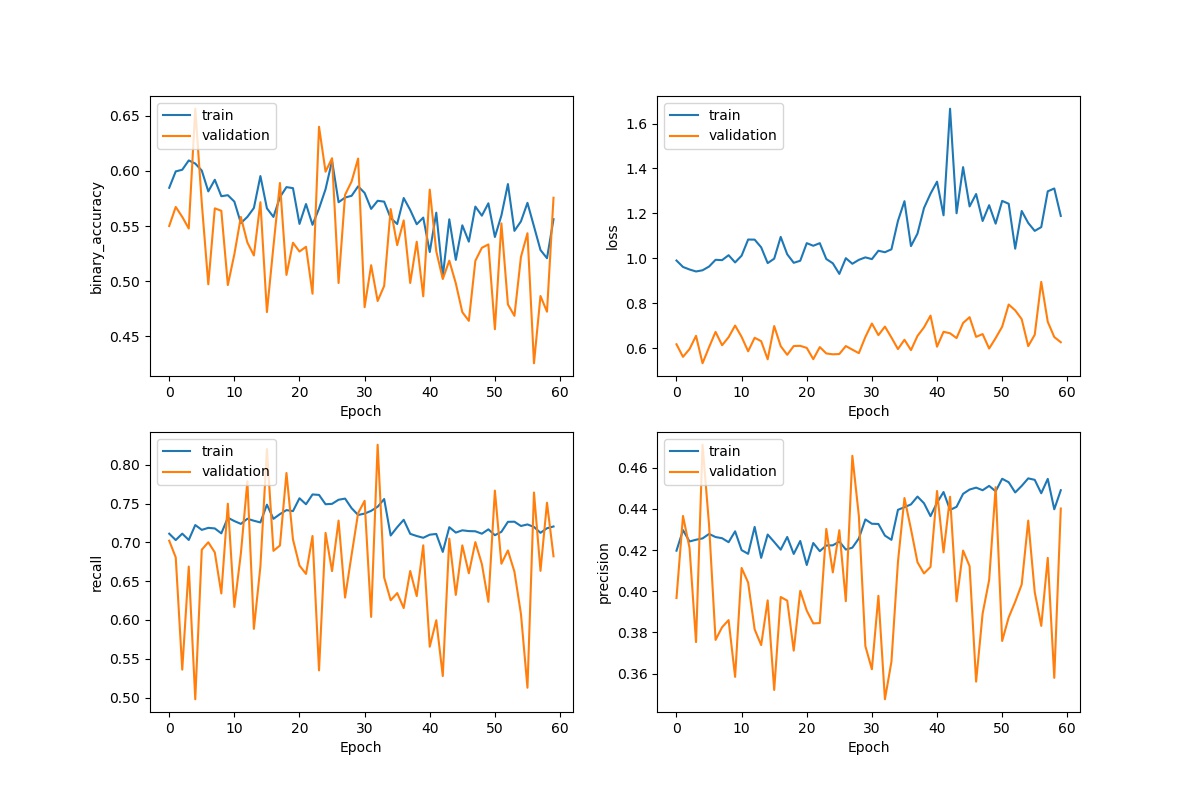 train
validation
0.65
0.60
0.55
0.50
0.45
binary_accuracy
0 10 20 30 40 50 60
Epoch
train
validation
1.6
1.4
1.2
1.0
0.8
0.6
loss
0 10 20 30 40 50 60
Epoch
train
validation
0.80
0.75
0.70
0.65
0.60
0.55
0.50
recall
0 10 20 30 40 50 60
Epoch
train
validation
0.46
0.44
0.42
0.40
0.38
0.36
precision
0 10 20 30 40 50 60
Epoch